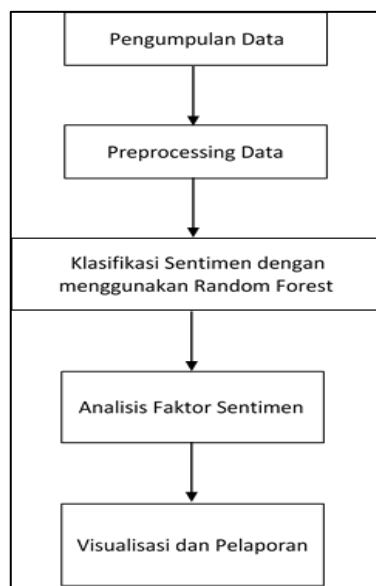 Pengumpulan Data
Preprocessing Data
Klasifikasi Sentimen dengan
menggunakan Random Forest
Analisis Faktor Sentimen
Visualisasi dan Pelaporan